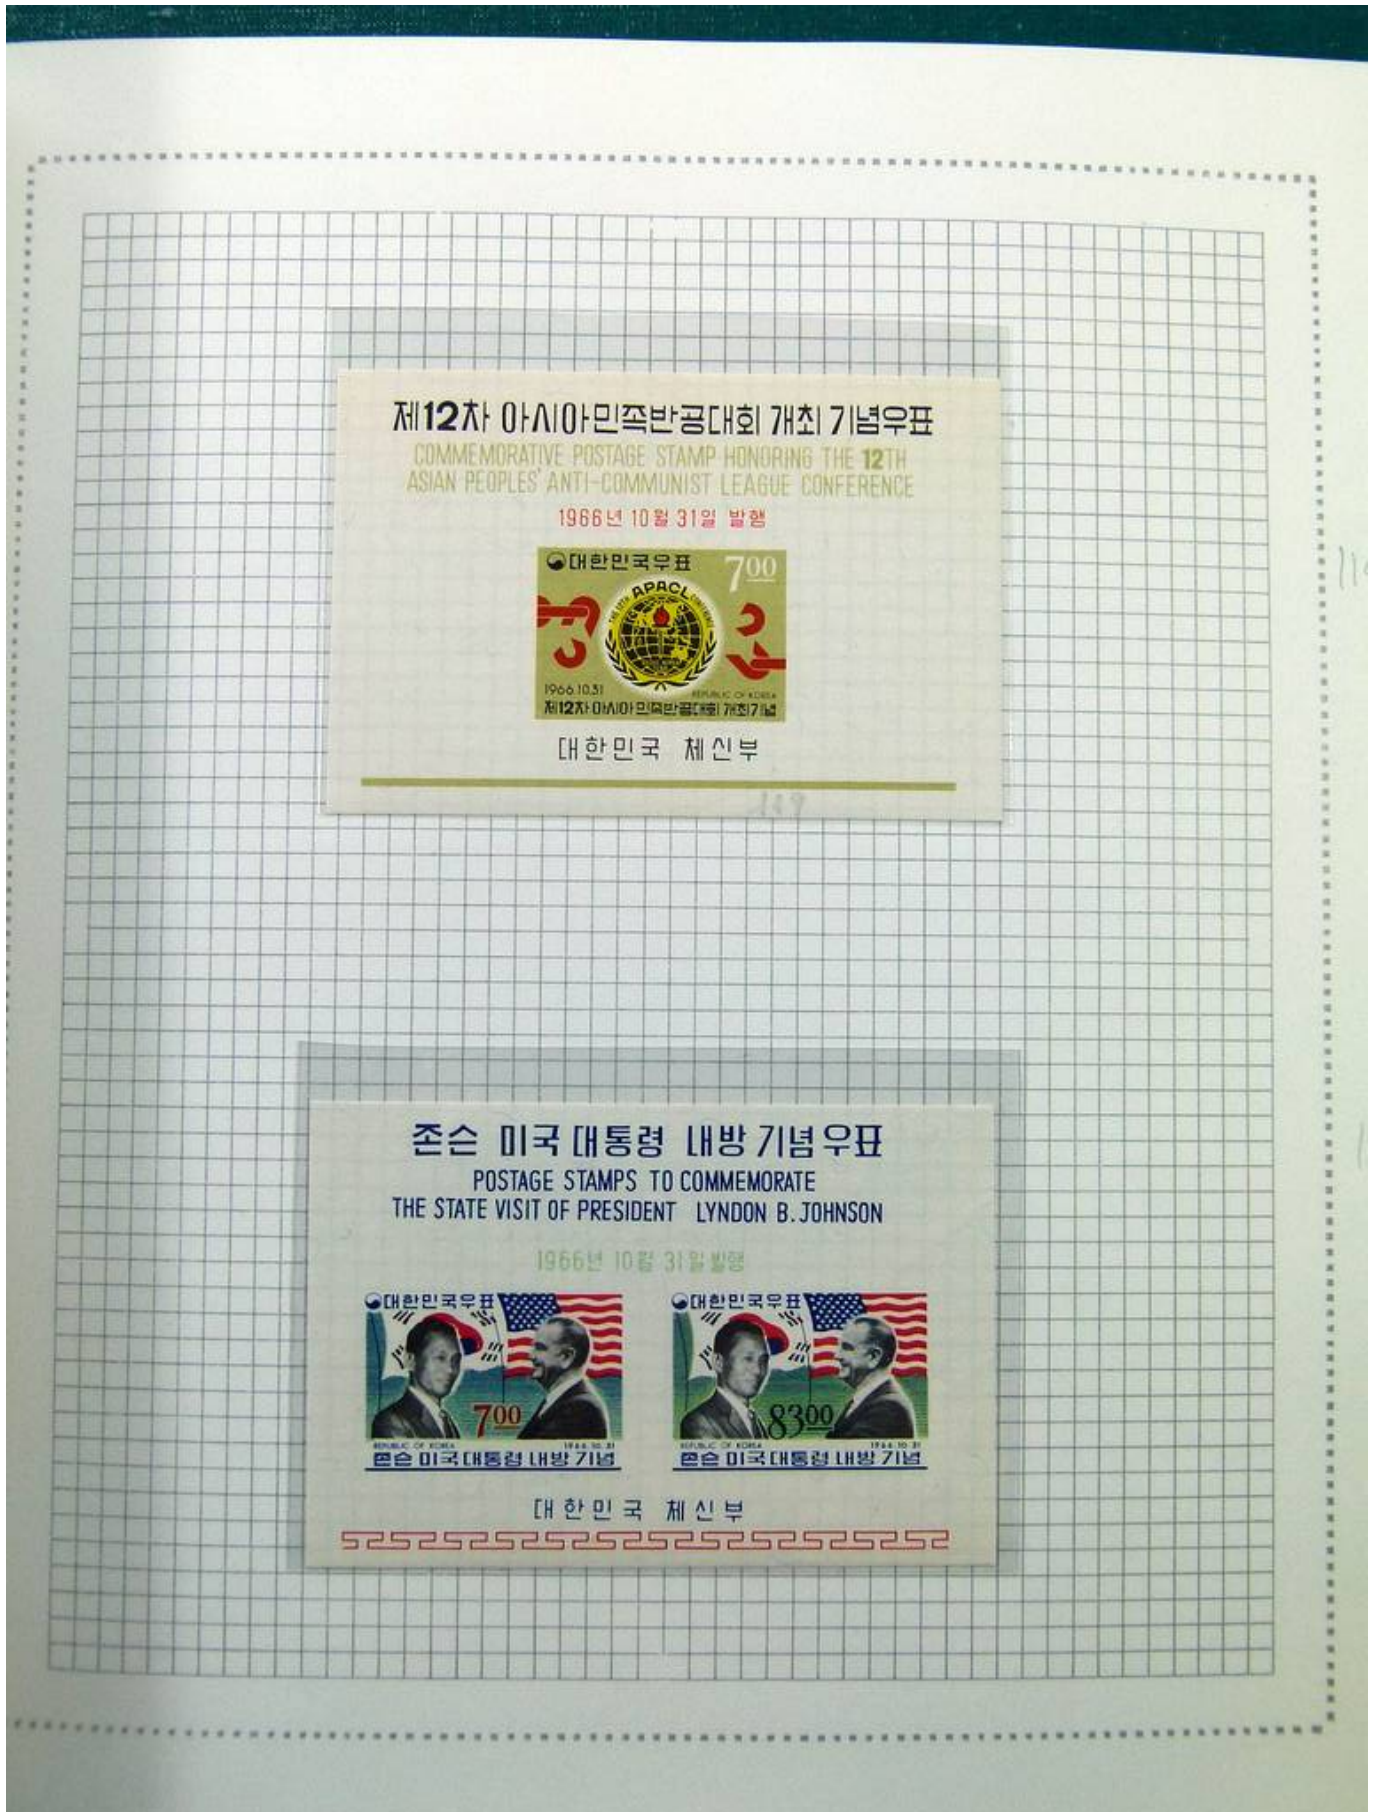 제12차 아시아민족반공대회 개최 기념우표
COMMEMORATIVE POSTAGE STAMP HONORING THE 12TH
ASIAN PEOPLES' ANTI-COMMUNIST LEAGUE CONFERENCE
1966년 10월 31일 발행
대한민국우표 7.00
THE 12TH APACL CONFERENCE
1966.10.31 REPUBLIC OF KOREA
제12차 아시아 민족반공대회 개최기념
대한민국 체신부
존슨 미국 대통령 내방 기념우표
POSTAGE STAMPS TO COMMEMORATE
THE STATE VISIT OF PRESIDENT LYNDON B. JOHNSON
1966년 10월 31일 발행
대한민국우표
7.00
REPUBLIC OF KOREA 1966.10.31
존슨 미국대통령 내방 기념
대한민국우표
83.00
REPUBLIC OF KOREA 1966.10.31
존슨 미국대통령 내방 기념
대한민국 체신부